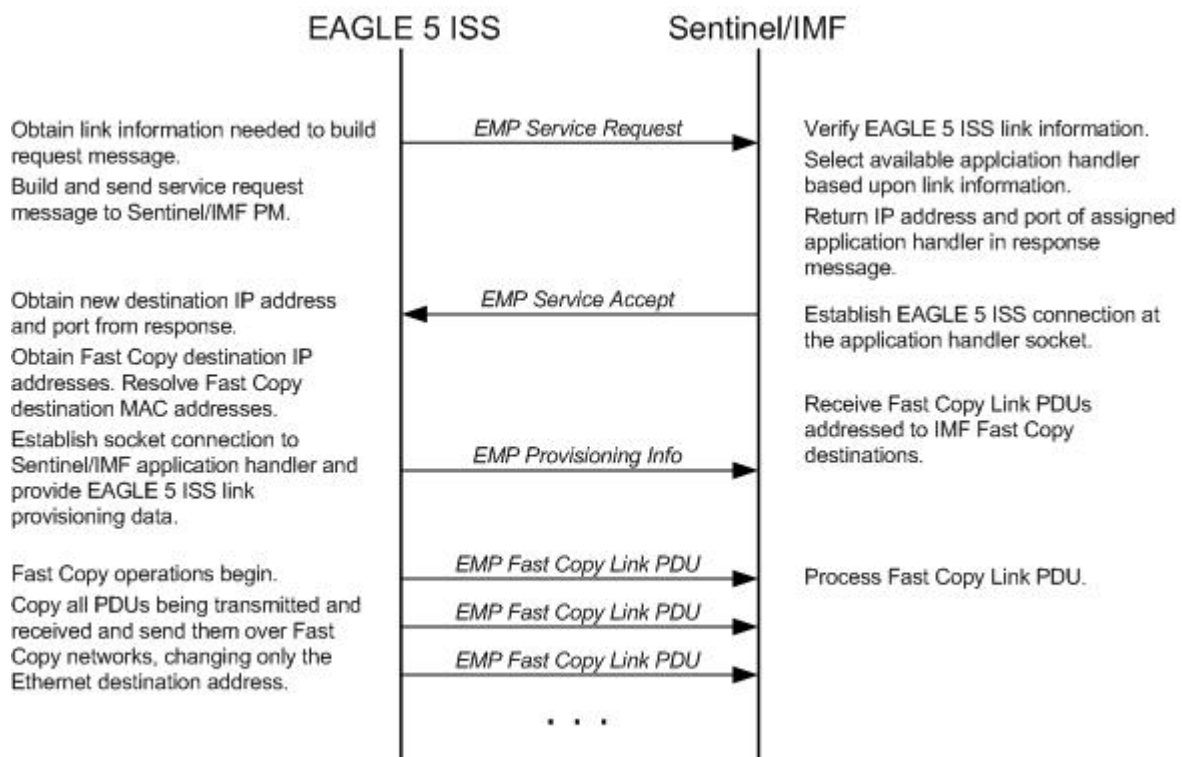 EAGLE 5 ISS
Sentinel/IMF
Obtain link information needed to build
request message.
Build and send service request
message to Sentinel/IMF PM.
EMP Service Request
Verify EAGLE 5 ISS link information.
Select available applciation handler
based upon link information.
Return IP address and port of assigned
application handler in response
message.
Obtain new destination IP address
and port from response.
Obtain Fast Copy destination IP
addresses. Resolve Fast Copy
destination MAC addresses.
Establish socket connection to
Sentinel/IMF application handler and
provide EAGLE 5 ISS link
provisioning data.
EMP Service Accept
Establish EAGLE 5 ISS connection at
the application handler socket.
Receive Fast Copy Link PDUs
addressed to IMF Fast Copy
destinations.
EMP Provisioning Info
Fast Copy operations begin.
Copy all PDUs being transmitted and
received and send them over Fast
Copy networks, changing only the
Ethernet destination address.
EMP Fast Copy Link PDU
Process Fast Copy Link PDU.
EMP Fast Copy Link PDU
EMP Fast Copy Link PDU
. . .